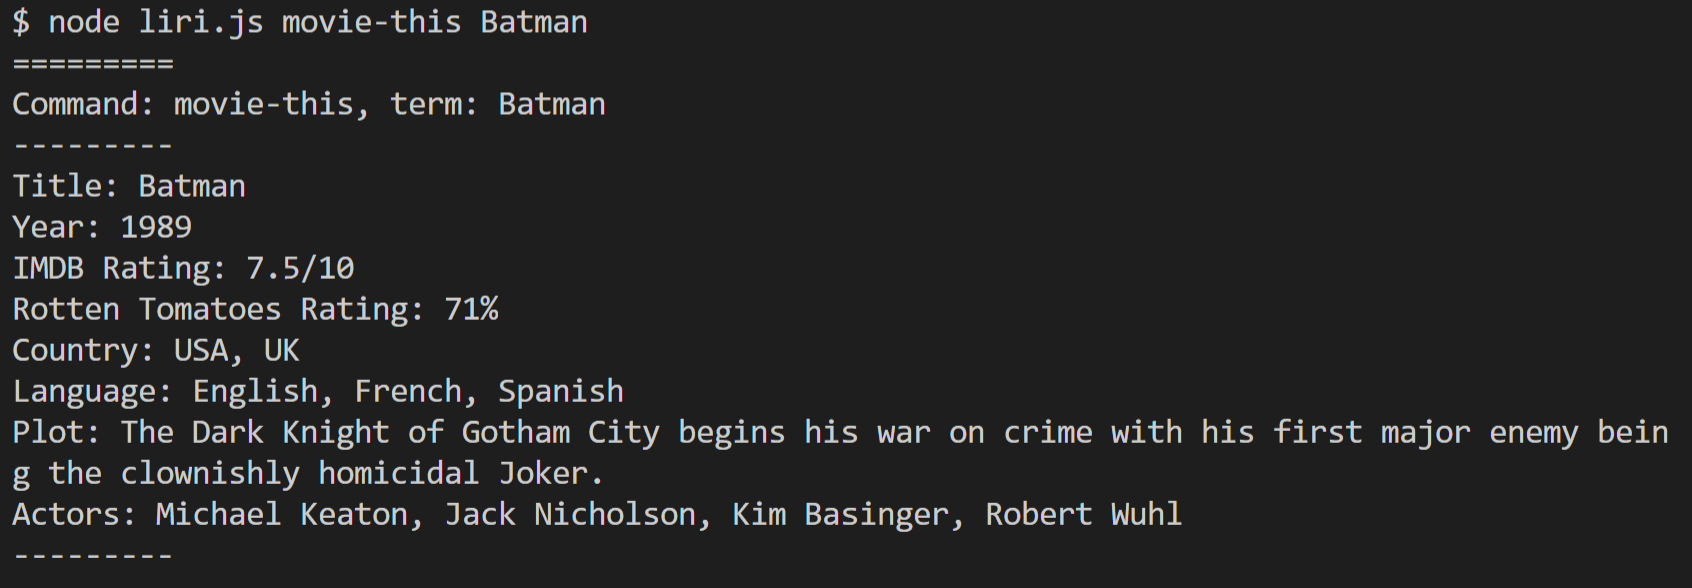 $ node liri.js movie-this Batman
=========
Command: movie-this, term: Batman
---------
Title: Batman
Year: 1989
IMDB Rating: 7.5/10
Rotten Tomatoes Rating: 71%
Country: USA, UK
Language: English, French, Spanish
Plot: The Dark Knight of Gotham City begins his war on crime with his first major enemy bein
g the clownishly homicidal Joker.
Actors: Michael Keaton, Jack Nicholson, Kim Basinger, Robert Wuhl
---------